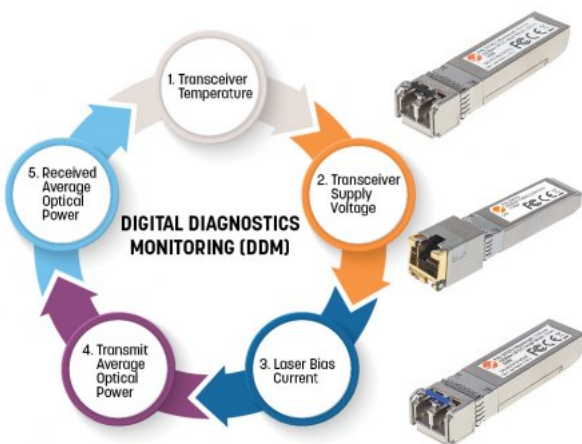 1. Transceiver
Temperature
2. Transceiver
Supply
Voltage
3. Laser Bias
Current
4. Transmit
Average
Optical
Power
5. Received
Average
Optical
Power
DIGITAL DIAGNOSTICS
MONITORING (DDM)